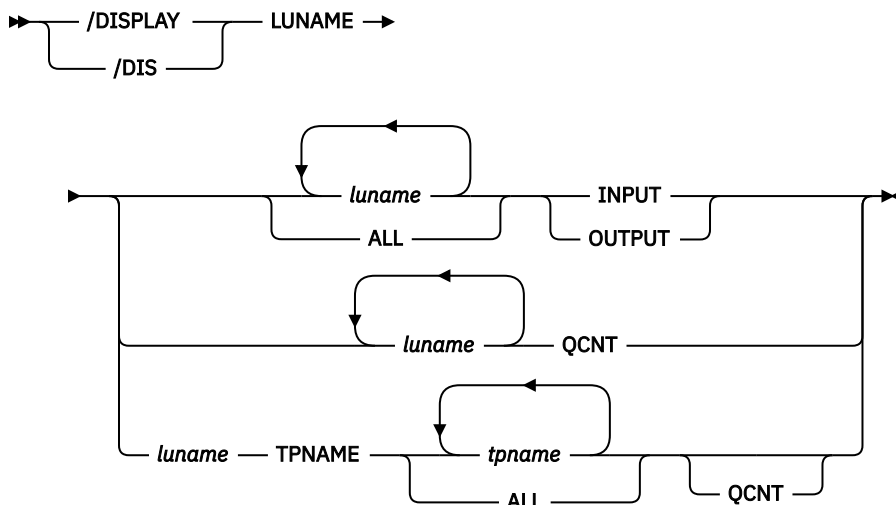 /DISPLAY LUNAME
/DIS
luname INPUT
ALL OUTPUT
luname QCNT
luname TPNAME tpname
ALL QCNT